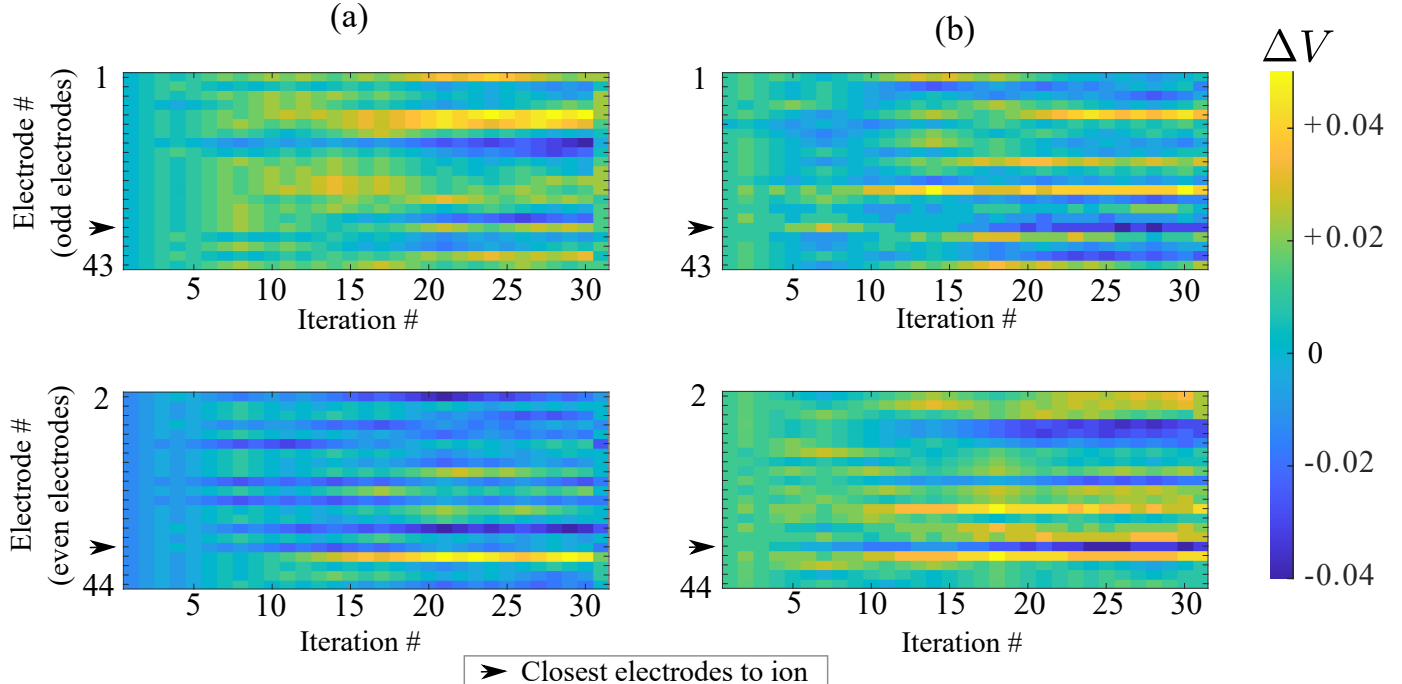 (a)
(b)
ΔV
Electrode #
(odd electrodes)
1
43
5 10 15 20 25 30
Iteration #
1
43
5 10 15 20 25 30
Iteration #
+0.04
+0.02
0
-0.02
-0.04
Electrode #
(even electrodes)
2
44
5 10 15 20 25 30
Iteration #
2
44
5 10 15 20 25 30
Iteration #
Closest electrodes to ion